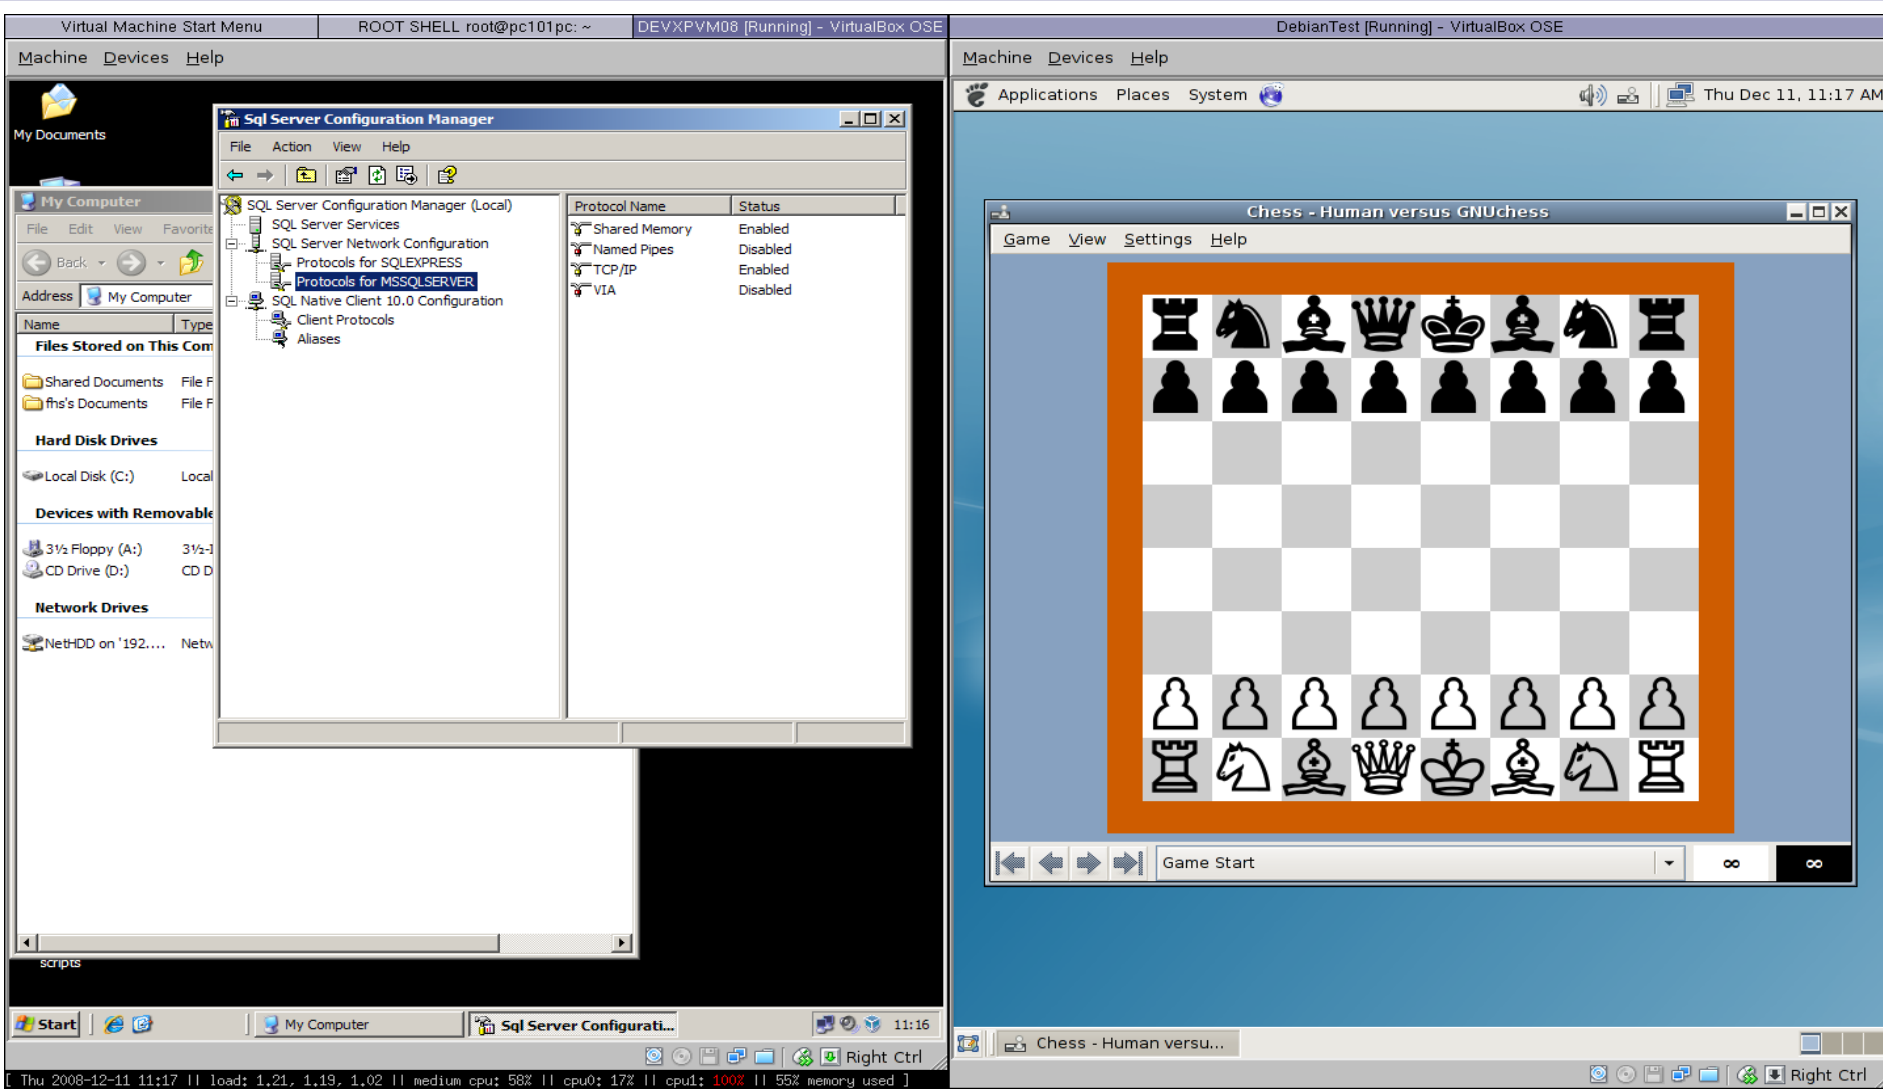 Virtual Machine Start Menu
ROOT SHELL root@pc101pc: ~
DEVXPVM08 [Running] - VirtualBox OSE
Machine Devices Help
My Documents
Sql Server Configuration Manager
File Action View Help
My Computer
File Edit View Favorite
Back
Address My Computer
Name Type
Files Stored on This Com
Shared Documents File F
fhs's Documents File F
Hard Disk Drives
Local Disk (C:) Local
Devices with Removable
3½ Floppy (A:) 3½-I
CD Drive (D:) CD D
Network Drives
NetHDD on '192.... Netw
SQL Server Configuration Manager (Local)
SQL Server Services
SQL Server Network Configuration
Protocols for SQLEXPRESS
Protocols for MSSQLSERVER
SQL Native Client 10.0 Configuration
Client Protocols
Aliases
Protocol Name Status
Shared Memory Enabled
Named Pipes Disabled
TCP/IP Enabled
VIA Disabled
scripts
Start My Computer Sql Server Configurati... 11:16
Right Ctrl
[ Thu 2008-12-11 11:17 || load: 1.21, 1.19, 1.02 || medium cpu: 58% || cpu0: 17% || cpu1: 100% || 55% memory used ]
DebianTest [Running] - VirtualBox OSE
Machine Devices Help
Applications Places System Thu Dec 11, 11:17 AM
Chess - Human versus GNUchess
Game View Settings Help
Game Start ∞ ∞
Chess - Human versu...
Right Ctrl